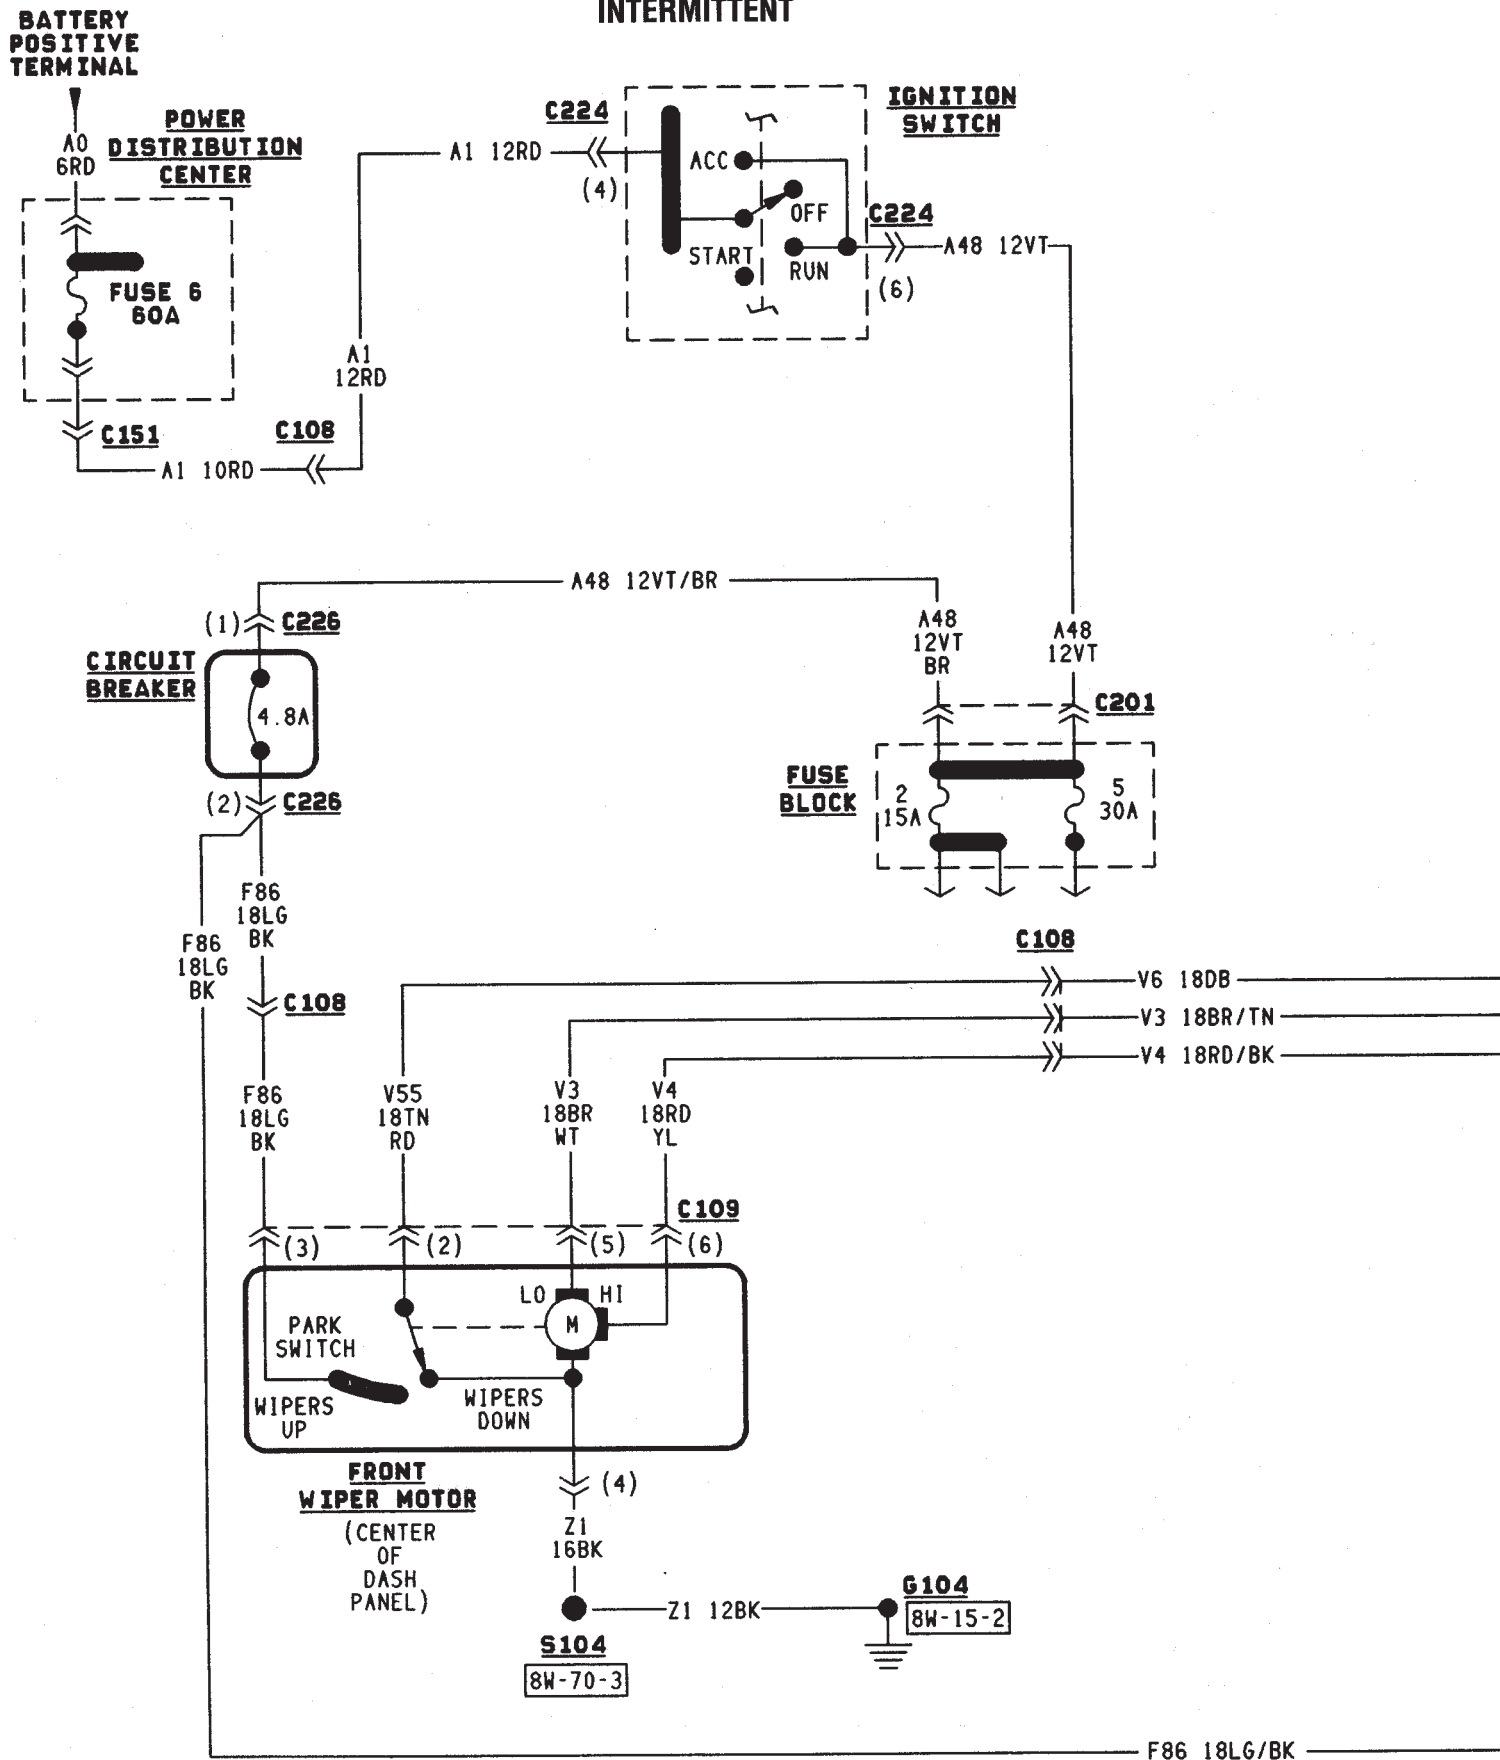 INTERMITTENT
BATTERY
POSITIVE
TERMINAL
A0
6RD
POWER
DISTRIBUTION
CENTER
FUSE 6
60A
C151
A1 10RD
C108
A1
12RD
A1 12RD
C224
(4)
IGNITION
SWITCH
ACC
OFF
START
RUN
C224
(6)
A48 12VT
A48 12VT/BR
(1)
C226
CIRCUIT
BREAKER
4.8A
(2)
C226
A48
12VT
BR
A48
12VT
C201
FUSE
BLOCK
2
15A
5
30A
F86
18LG
BK
F86
18LG
BK
C108
C108
V6 18DB
V3 18BR/TN
V4 18RD/BK
F86
18LG
BK
V55
18TN
RD
V3
18BR
WT
V4
18RD
YL
C109
(3)
(2)
(5)
(6)
LO
HI
M
PARK
SWITCH
WIPERS
UP
WIPERS
DOWN
FRONT
WIPER MOTOR
(CENTER
OF
DASH
PANEL)
(4)
Z1
16BK
Z1 12BK
G104
8W-15-2
S104
8W-70-3
F86 18LG/BK